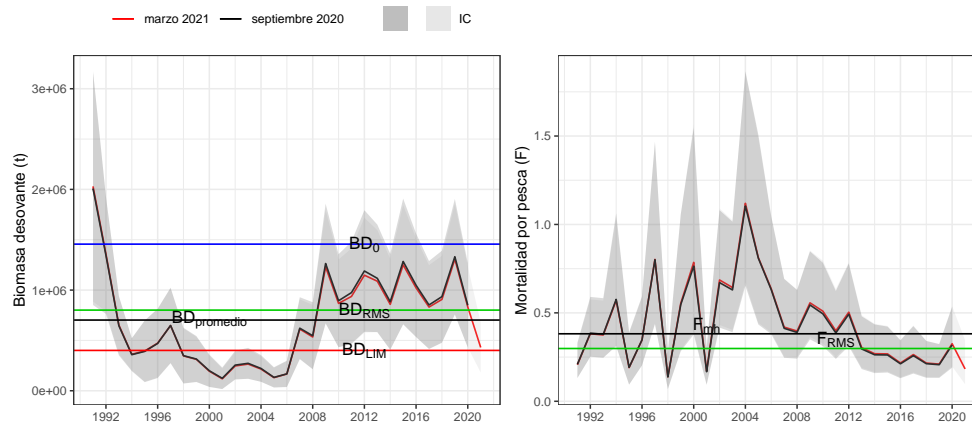 marzo 2021 septiembre 2020 IC
Biomasa desovante (t)
3e+06
2e+06
1e+06
0e+00
BD0
BDpromedio
BDRMS
BDLIM
1992 1996 2000 2004 2008 2012 2016 2020
Mortalidad por pesca (F)
1.5
1.0
0.5
0.0
Fmh
FRMS
1992 1996 2000 2004 2008 2012 2016 2020